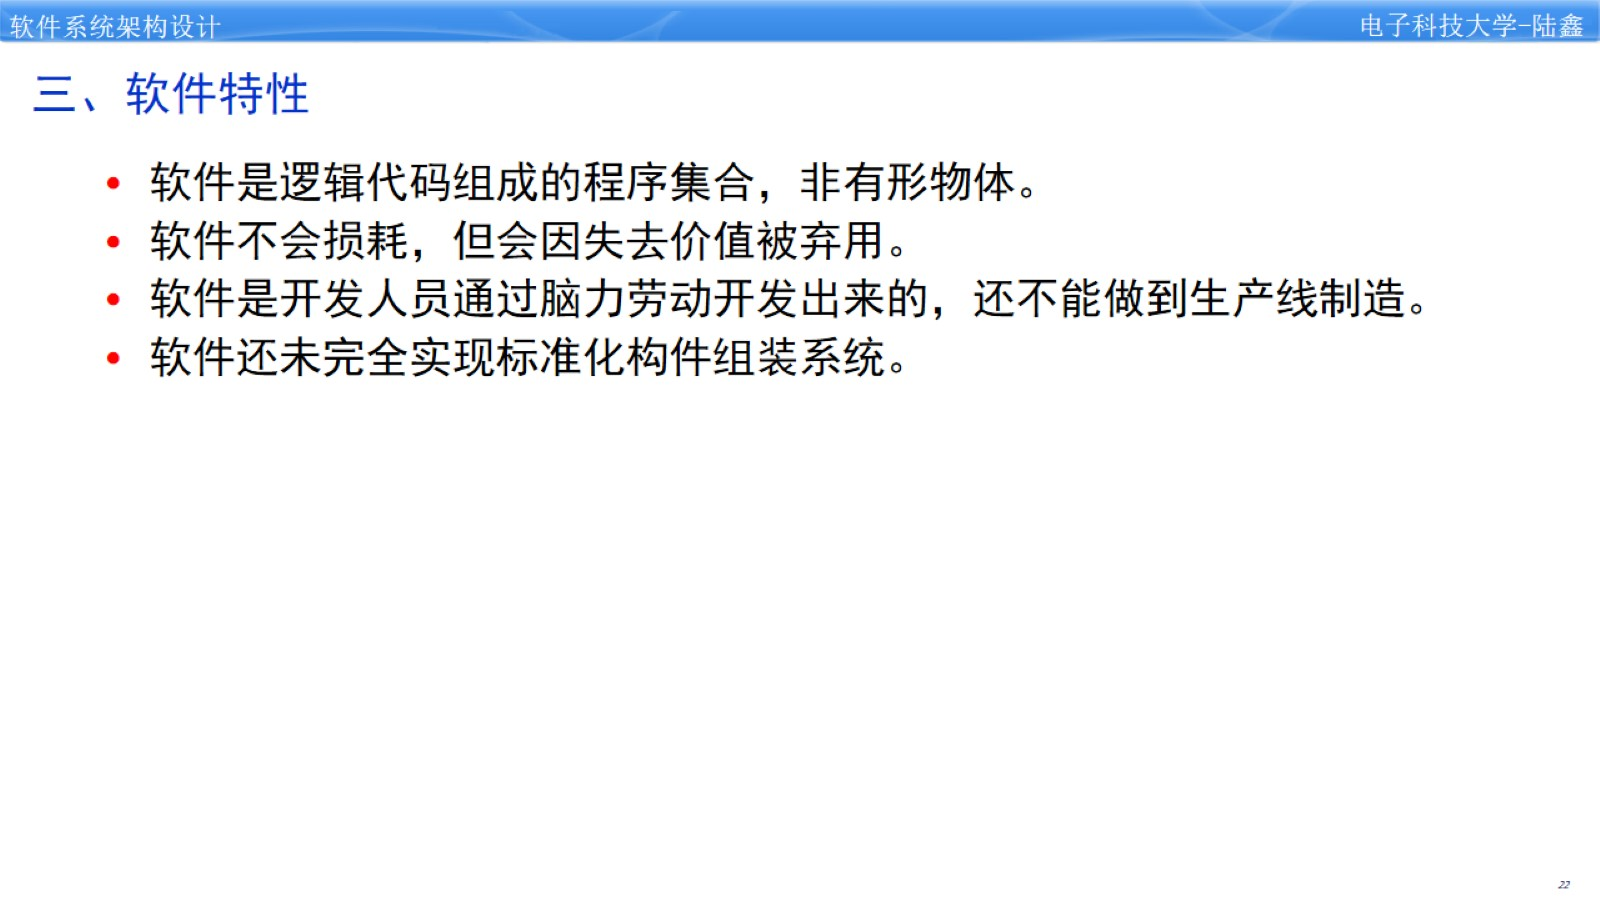 软件系统架构设计
电子科技大学-陆鑫
三、软件特性
• 软件是逻辑代码组成的程序集合，非有形物体。
• 软件不会损耗，但会因失去价值被弃用。
• 软件是开发人员通过脑力劳动开发出来的，还不能做到生产线制造。
• 软件还未完全实现标准化构件组装系统。
22